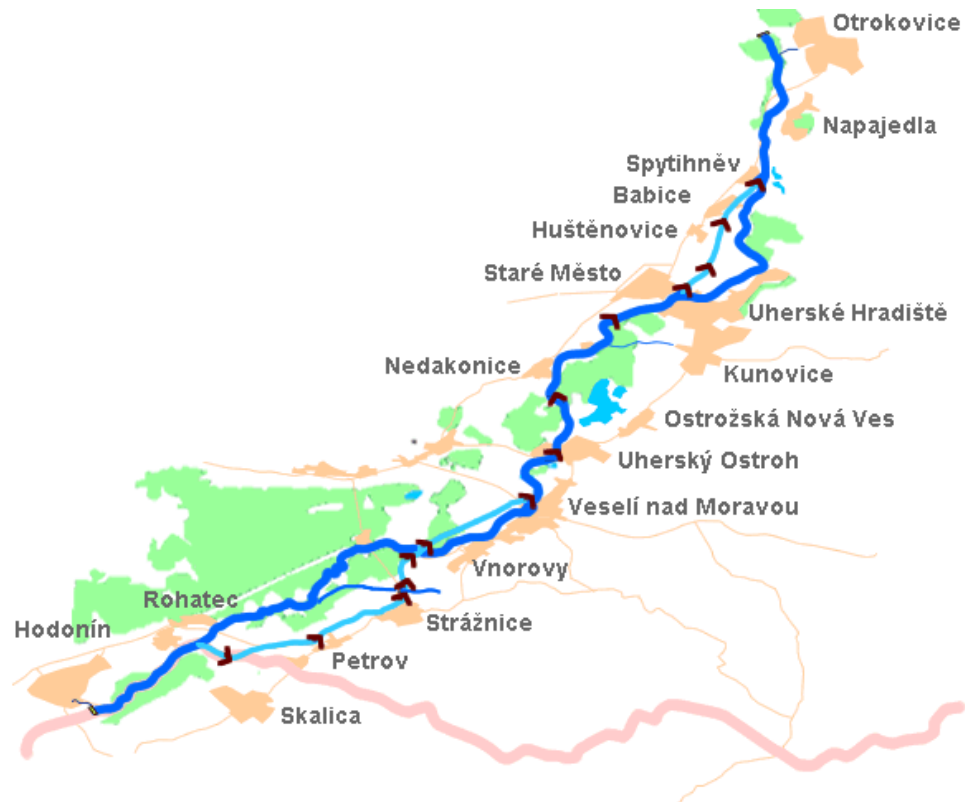 Otrokovice
Napajedla
Spytihněv
Babice
Huštěnovice
Staré Město
Uherské Hradiště
Nedakonice
Kunovice
Ostrožská Nová Ves
Uherský Ostroh
Veselí nad Moravou
Vnorovy
Rohatec
Strážnice
Hodonín
Petrov
Skalica